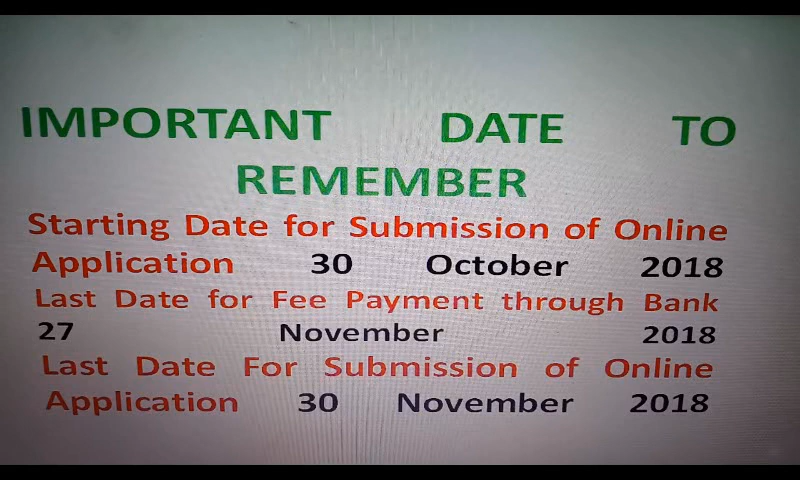 IMPORTANT DATE TO
REMEMBER
Starting Date for Submission of Online
Application 30 October 2018
Last Date for Fee Payment through Bank
27 November 2018
Last Date For Submission of Online
Application 30 November 2018